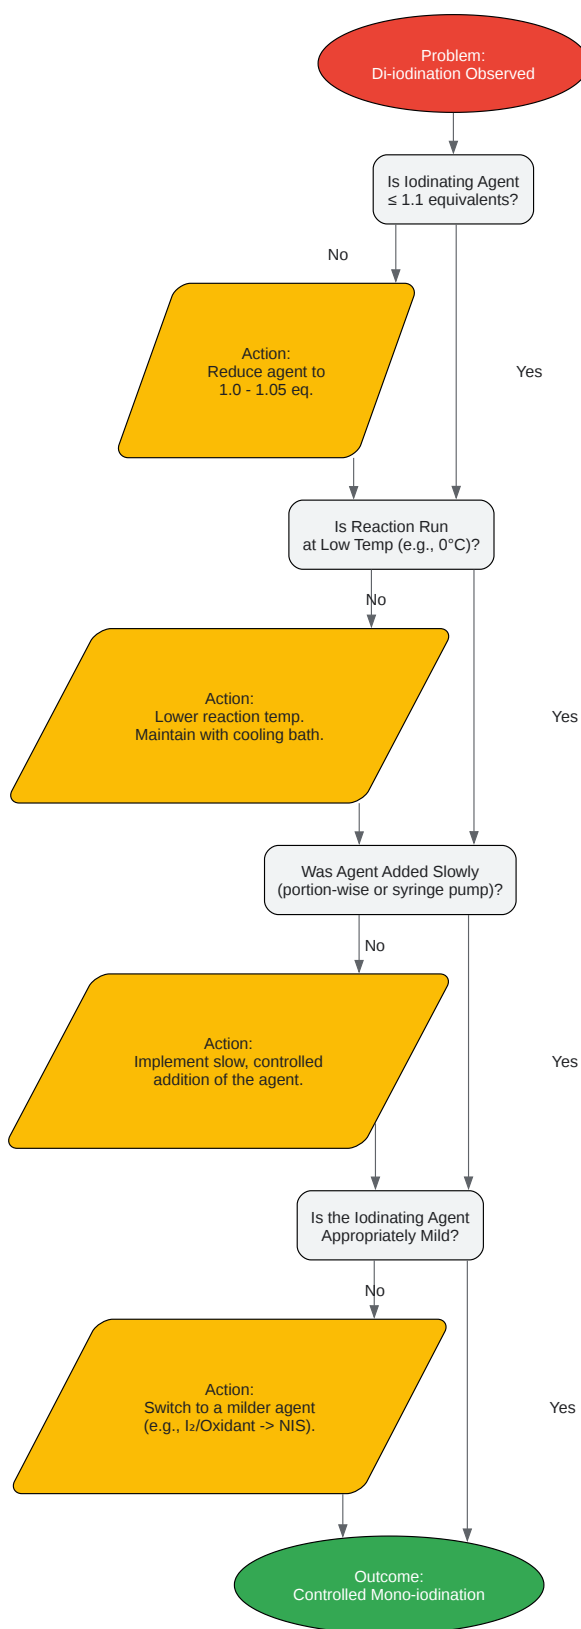 Problem:
Di-iodination Observed
Is Iodinating Agent
≤ 1.1 equivalents?
No
Action:
Reduce agent to
1.0 - 1.05 eq.
Yes
Is Reaction Run
at Low Temp (e.g., 0°C)?
No
Action:
Lower reaction temp.
Maintain with cooling bath.
Yes
Was Agent Added Slowly
(portion-wise or syringe pump)?
No
Action:
Implement slow, controlled
addition of the agent.
Yes
Is the Iodinating Agent
Appropriately Mild?
No
Action:
Switch to a milder agent
(e.g., I₂/Oxidant -> NIS).
Yes
Outcome:
Controlled Mono-iodination